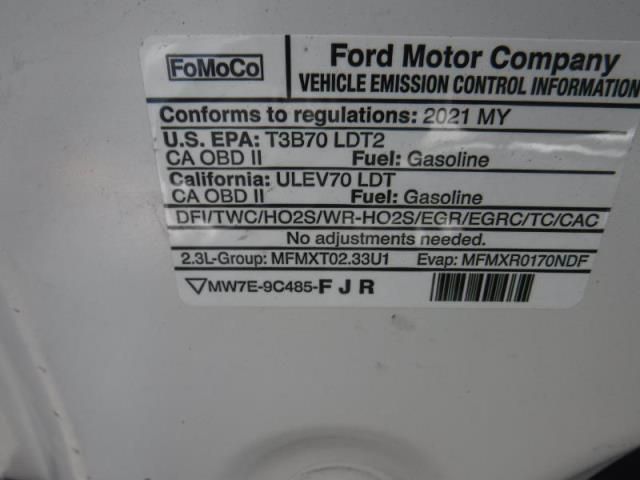 FoMoCo
Ford Motor Company
VEHICLE EMISSION CONTROL INFORMATION
Conforms to regulations: 2021 MY
U.S. EPA: T3B70 LDT2
CA OBD II Fuel: Gasoline
California: ULEV70 LDT
CA OBD II Fuel: Gasoline
DFI/TWC/HO2S/WR-HO2S/EGR/EGRC/TC/CAC
No adjustments needed.
2.3L-Group: MFMXT02.33U1 Evap: MFMXR0170NDF
MW7E-9C485-F J R